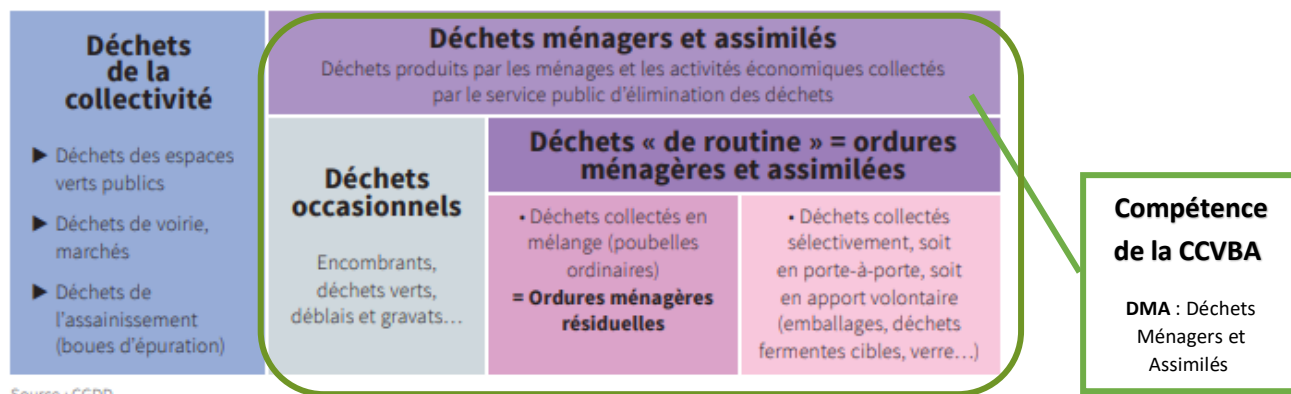 Déchets
de la
collectivité
► Déchets des espaces
verts publics
► Déchets de voirie,
marchés
► Déchets de
l'assainissement
(boues d'épuration)
Déchets ménagers et assimilés
Déchets produits par les ménages et les activités économiques collectés
par le service public d'élimination des déchets
Déchets
occasionnels
Encombrants,
déchets verts,
déblais et gravats...
Déchets « de routine » = ordures
ménagères et assimilées
• Déchets collectés en
mélange (poubelles
ordinaires)
= Ordures ménagères
résiduelles
• Déchets collectés
sélectivement, soit
en porte-à-porte, soit
en apport volontaire
(emballages, déchets
fermentes cibles, verre...)
Compétence
de la CCVBA
DMA : Déchets
Ménagers et
Assimilés
Source :